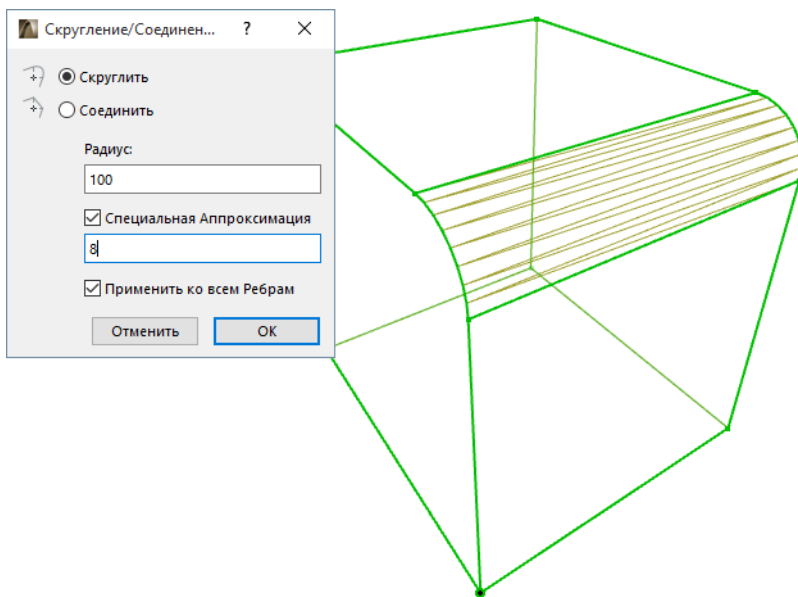 Скругление/Соединен... ?
Скруглить
Соединить
Радиус:
100
Специальная Аппроксимация
8
Применить ко всем Ребрам
Отменить OK